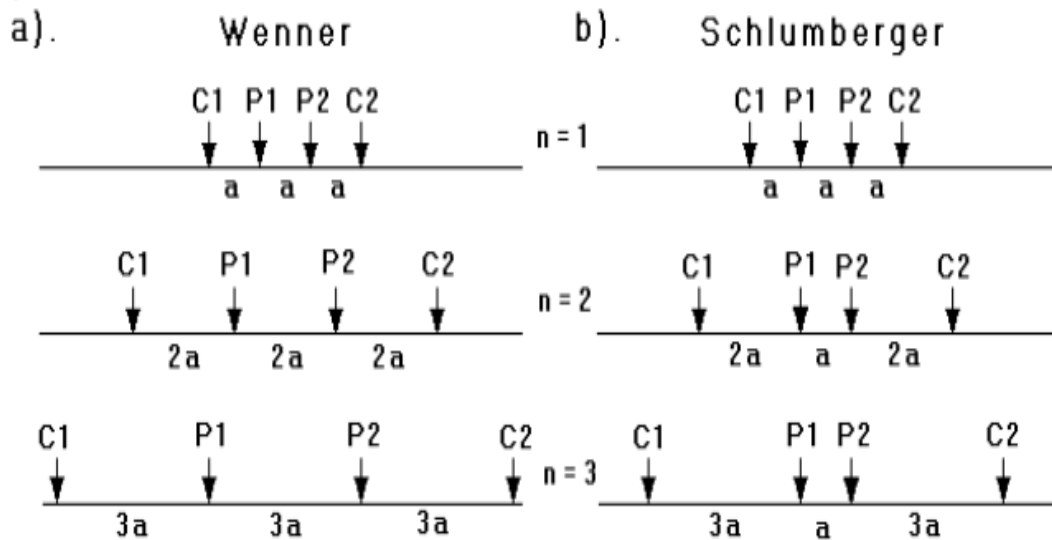 a). Wenner b). Schlumberger
C1 P1 P2 C2 C1 P1 P2 C2
n = 1
a a a a a a
C1 P1 P2 C2 C1 P1 P2 C2
n = 2
2a 2a 2a 2a a 2a
C1 P1 P2 C2 C1 P1 P2 C2
n = 3
3a 3a 3a 3a a 3a